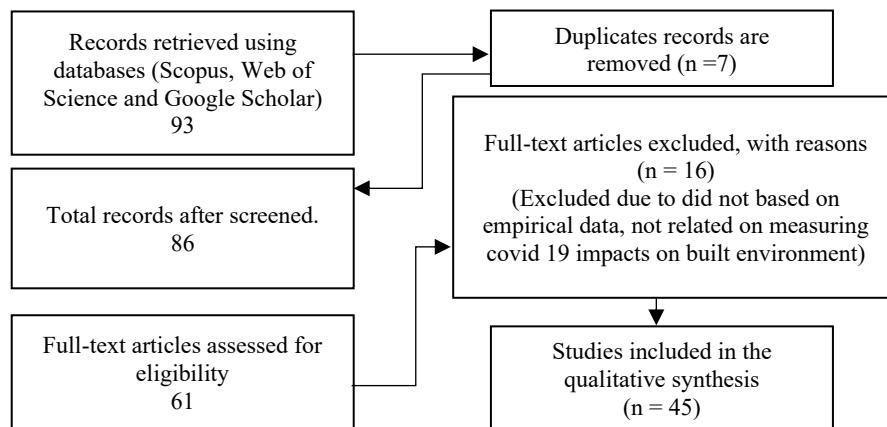 Records retrieved using
databases (Scopus, Web of
Science and Google Scholar)
93
Duplicates records are
removed (n =7)
Total records after screened.
86
Full-text articles assessed for
eligibility
61
Full-text articles excluded, with reasons
(n = 16)
(Excluded due to did not based on
empirical data, not related on measuring
covid 19 impacts on built environment)
Studies included in the
qualitative synthesis
(n = 45)